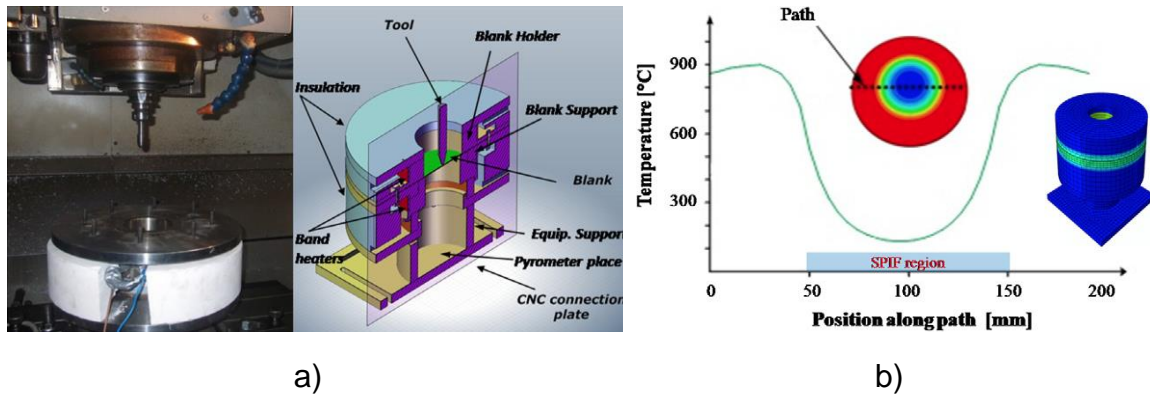 Tool
Blank Holder
Insulation
Blank Support
Blank
Band
heaters
Equip. Support
Pyrometer place
CNC connection
plate
a)
Path
Temperature [°C]
900
600
300
SPIF region
0
50
100
150
200
Position along path [mm]
b)